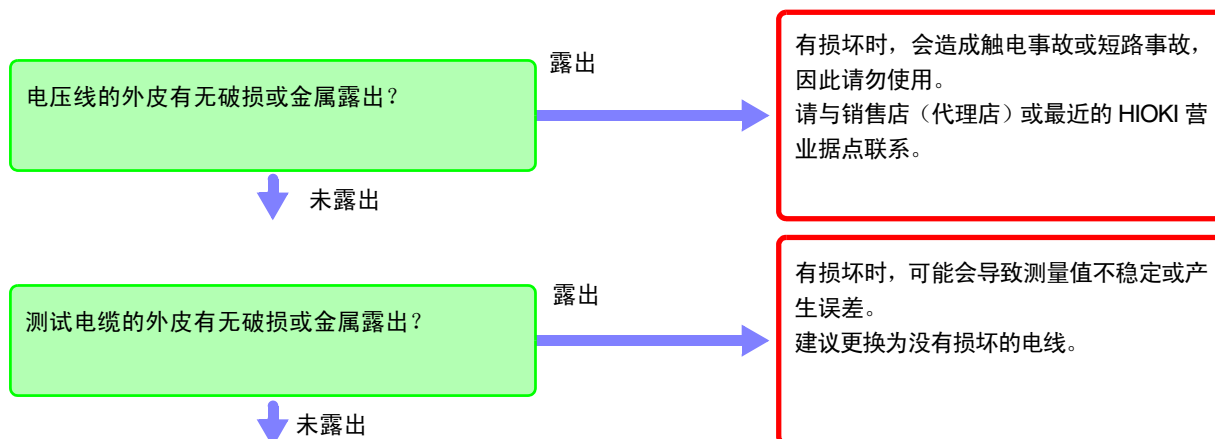 电压线的外皮有无破损或金属露出？
露出
有损坏时，会造成触电事故或短路事故，
因此请勿使用。
请与销售店（代理店）或最近的 HIOKI 营
业据点联系。
未露出
测试电缆的外皮有无破损或金属露出？
露出
有损坏时，可能会导致测量值不稳定或产
生误差。
建议更换为没有损坏的电线。
未露出